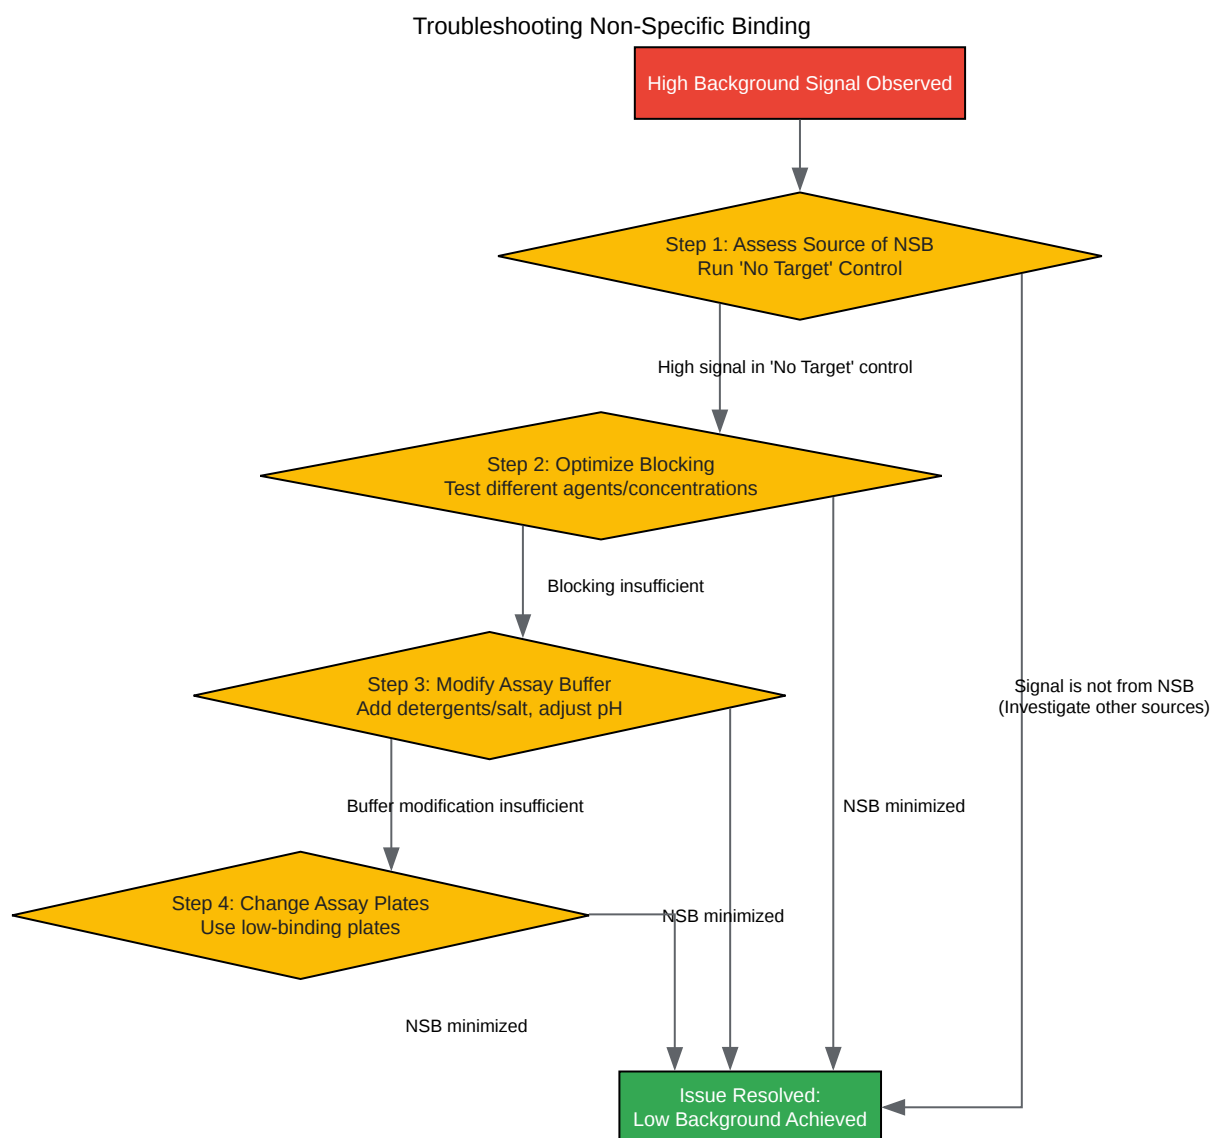 Troubleshooting Non-Specific Binding
High Background Signal Observed
Step 1: Assess Source of NSB
Run 'No Target' Control
High signal in 'No Target' control
Step 2: Optimize Blocking
Test different agents/concentrations
Blocking insufficient
Step 3: Modify Assay Buffer
Add detergents/salt, adjust pH
Signal is not from NSB
(Investigate other sources)
Buffer modification insufficient
NSB minimized
Step 4: Change Assay Plates
Use low-binding plates
NSB minimized
NSB minimized
Issue Resolved:
Low Background Achieved